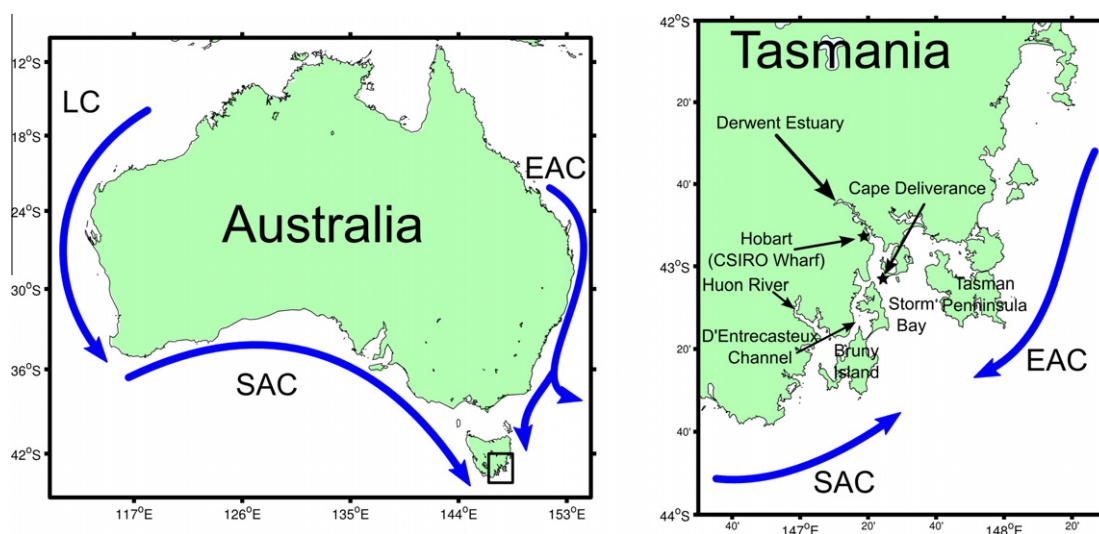 12°S
18°S
24°S
30°S
36°S
42°S
117°E
126°E
135°E
144°E
153°E
LC
EAC
Australia
SAC
42°S
20'
40'
43°S
20'
40'
44°S
40'
147°E
20'
40'
148°E
20'
Tasmania
Derwent Estuary
Cape Deliverance
Hobart
(CSIRO Wharf)
Huon River
D'Entrecasteux
Channel
Bruny
Island
Storm
Bay
Tasman
Penninsula
EAC
SAC